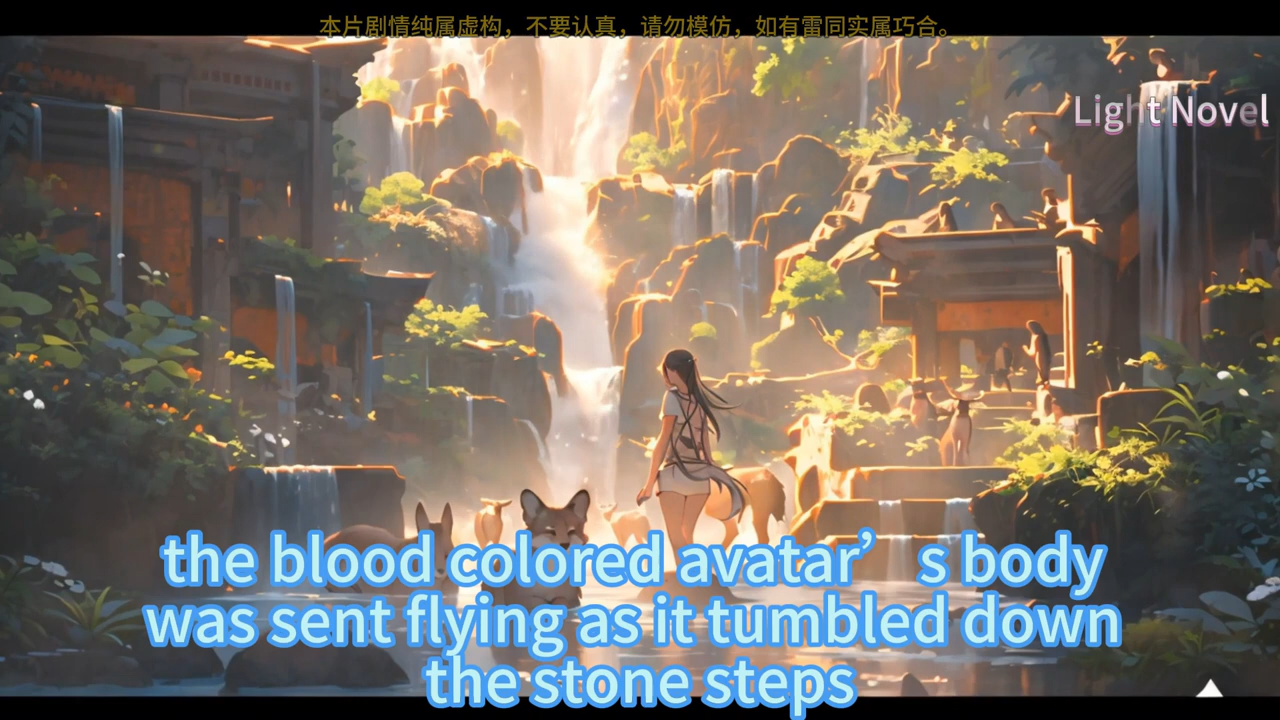 本片剧情纯属虚构，不要认真，请勿模仿，如有雷同实属巧合。
Light Novel
the blood colored avatar’s body
was sent flying as it tumbled down
the stone steps